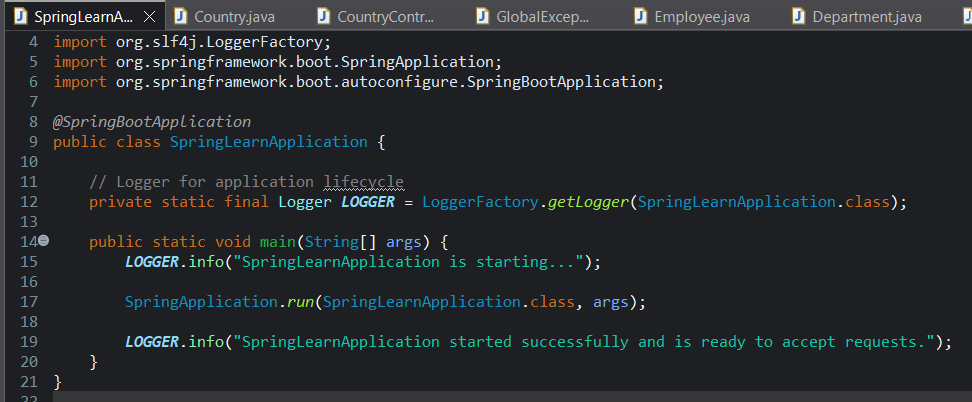 SpringLearnA... Country.java CountryContr... GlobalExcep... Employee.java Department.java
4 import org.slf4j.LoggerFactory;
5 import org.springframework.boot.SpringApplication;
6 import org.springframework.boot.autoconfigure.SpringBootApplication;
7
8 @SpringBootApplication
9 public class SpringLearnApplication {
10
11     // Logger for application lifecycle
12     private static final Logger LOGGER = LoggerFactory.getLogger(SpringLearnApplication.class);
13
14     public static void main(String[] args) {
15         LOGGER.info("SpringLearnApplication is starting...");
16
17         SpringApplication.run(SpringLearnApplication.class, args);
18
19         LOGGER.info("SpringLearnApplication started successfully and is ready to accept requests.");
20     }
21 }
22